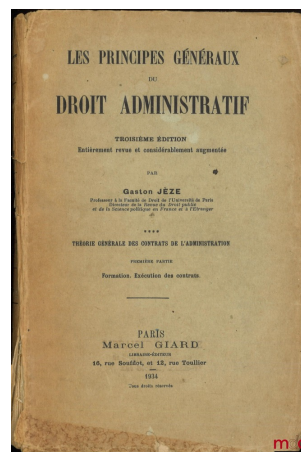 LES PRINCIPES GÉNÉRAUX
DU
DROIT ADMINISTRATIF
TROISIÈME ÉDITION
Entièrement revue et considérablement augmentée
PAR
Gaston JÈZE
Professeur à la Faculté de Droit de l'Université de Paris
Directeur de la Revue du Droit public
et de la Science politique en France et à l'Etranger
****
THÉORIE GÉNÉRALE DES CONTRATS DE L'ADMINISTRATION
PREMIÈRE PARTIE
Formation. Exécution des contrats.
PARIS
Marcel GIARD
LIBRAIRE-ÉDITEUR
16, rue Soufflot, et 12, rue Toullier
1934
Tous droits réservés